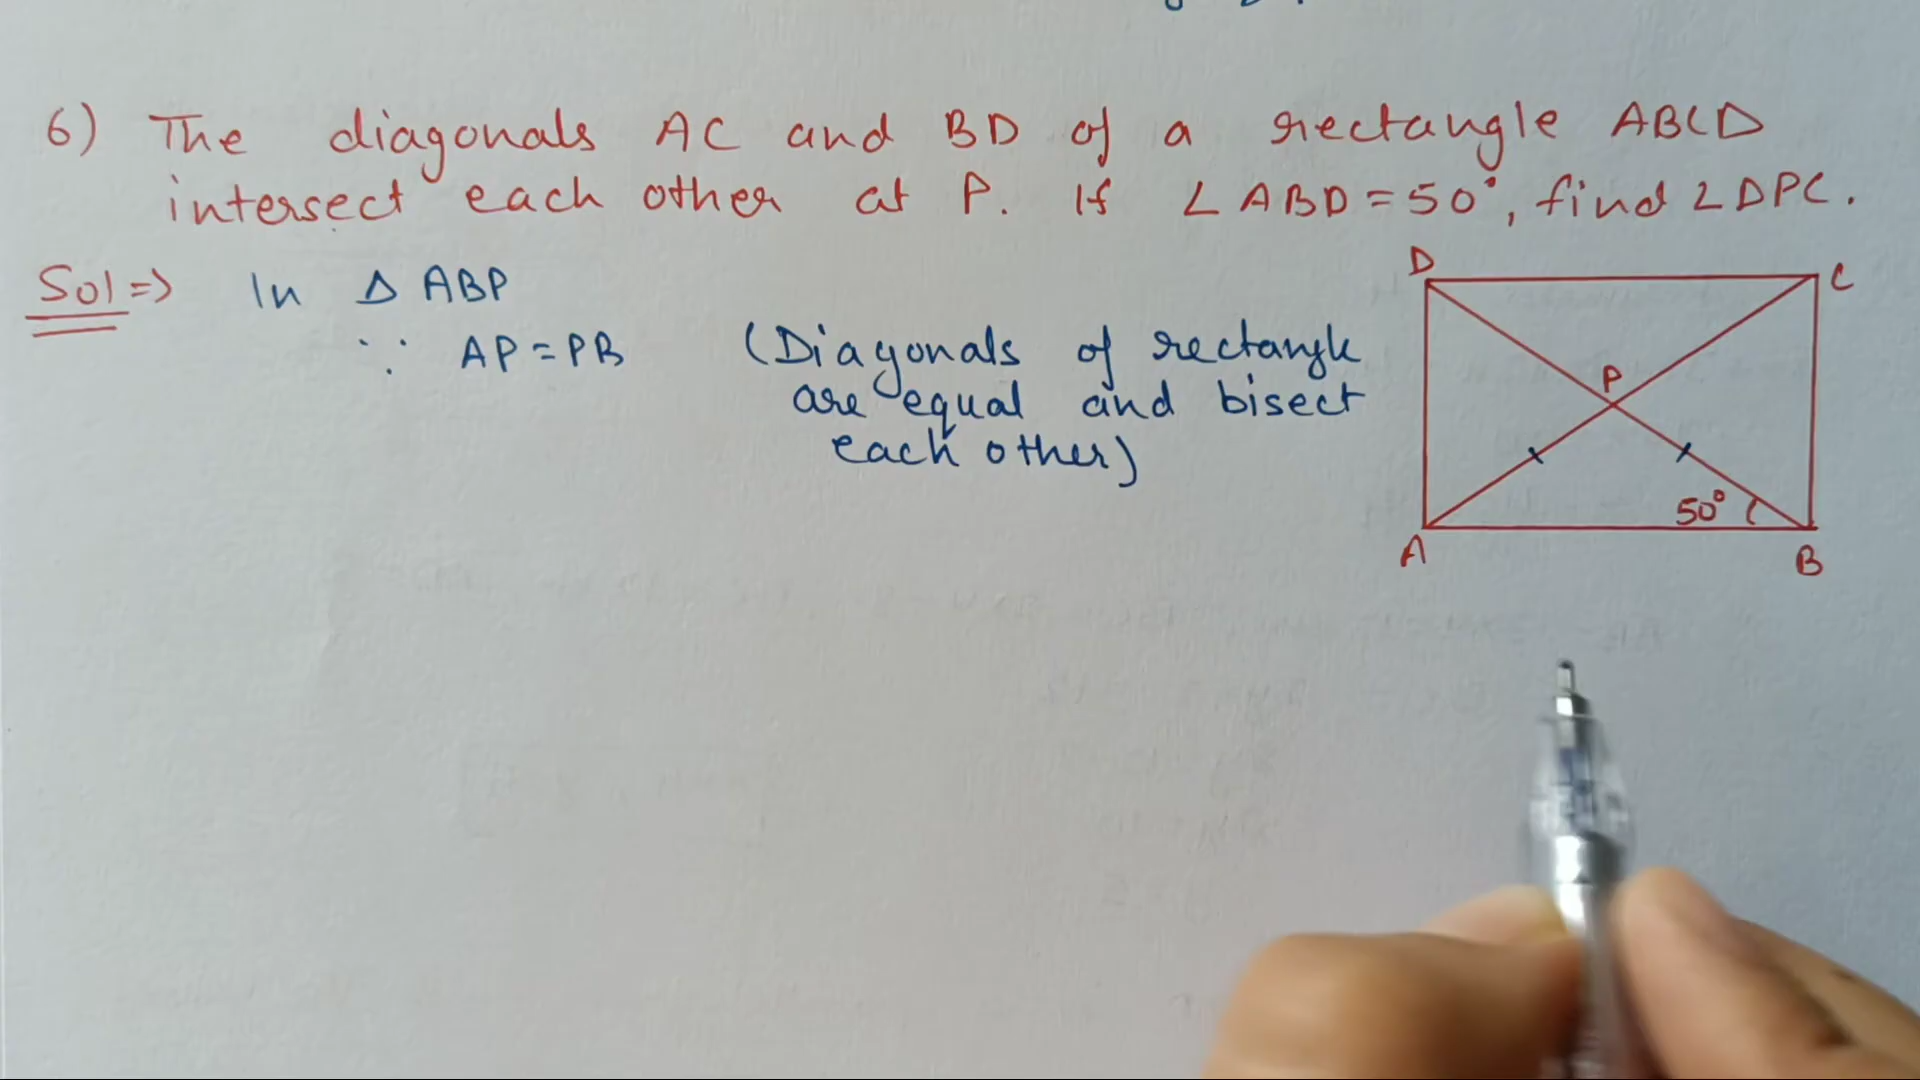 6) The diagonals AC and BD of a rectangle ABCD
intersect each other at P. If ∠ABD=50°, find ∠DPC.
Sol=> In Δ ABP
∵ AP=PB (Diagonals of rectangle
are equal and bisect
each other)
D
C
P
50°
A
B